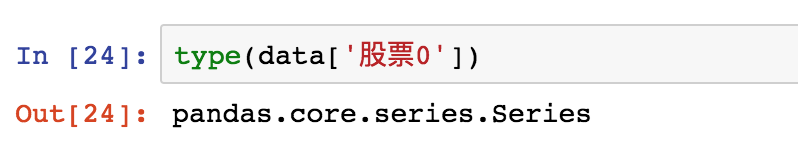 In [24]: type(data['股票0'])
Out[24]: pandas.core.series.Series